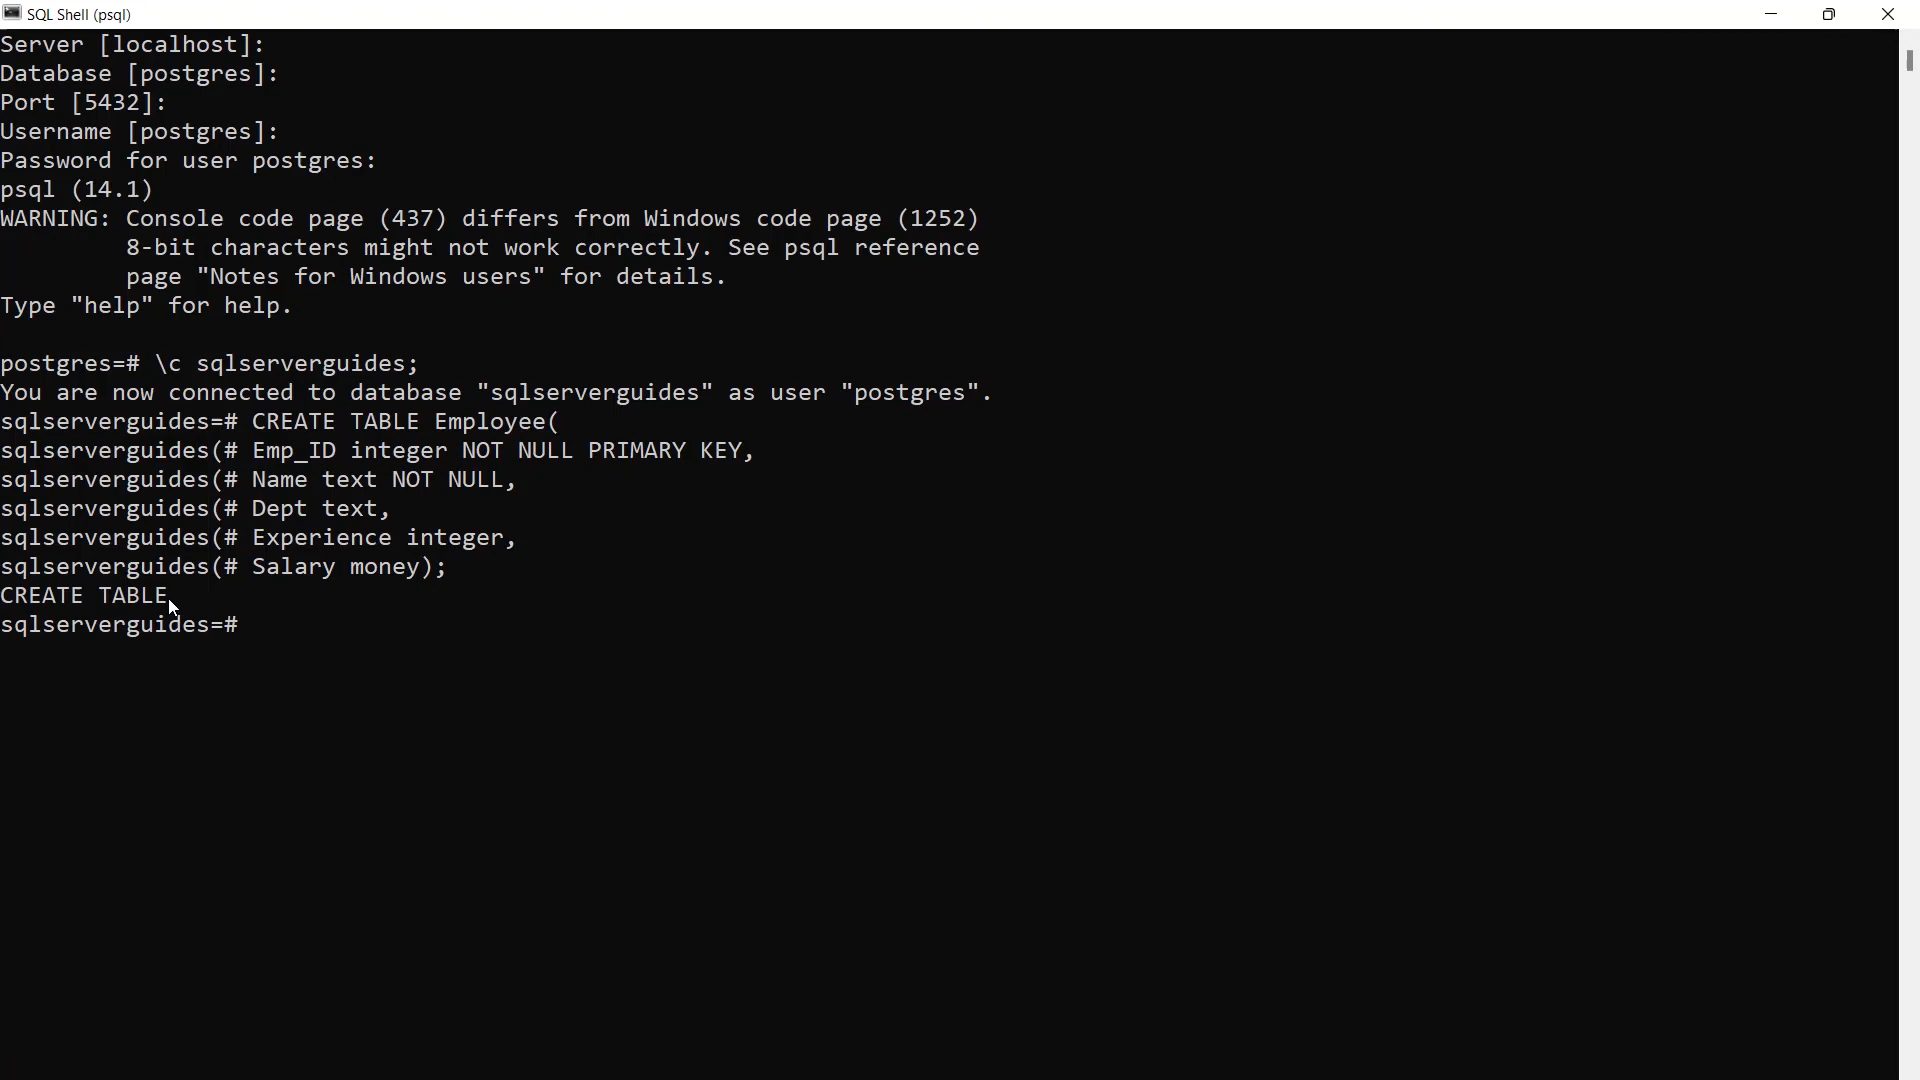 SQL Shell (psql)
Server [localhost]:
Database [postgres]:
Port [5432]:
Username [postgres]:
Password for user postgres:
psql (14.1)
WARNING: Console code page (437) differs from Windows code page (1252)
         8-bit characters might not work correctly. See psql reference
         page "Notes for Windows users" for details.
Type "help" for help.

postgres=# \c sqlserverguides;
You are now connected to database "sqlserverguides" as user "postgres".
sqlserverguides=# CREATE TABLE Employee(
sqlserverguides(# Emp_ID integer NOT NULL PRIMARY KEY,
sqlserverguides(# Name text NOT NULL,
sqlserverguides(# Dept text,
sqlserverguides(# Experience integer,
sqlserverguides(# Salary money);
CREATE TABLE
sqlserverguides=#